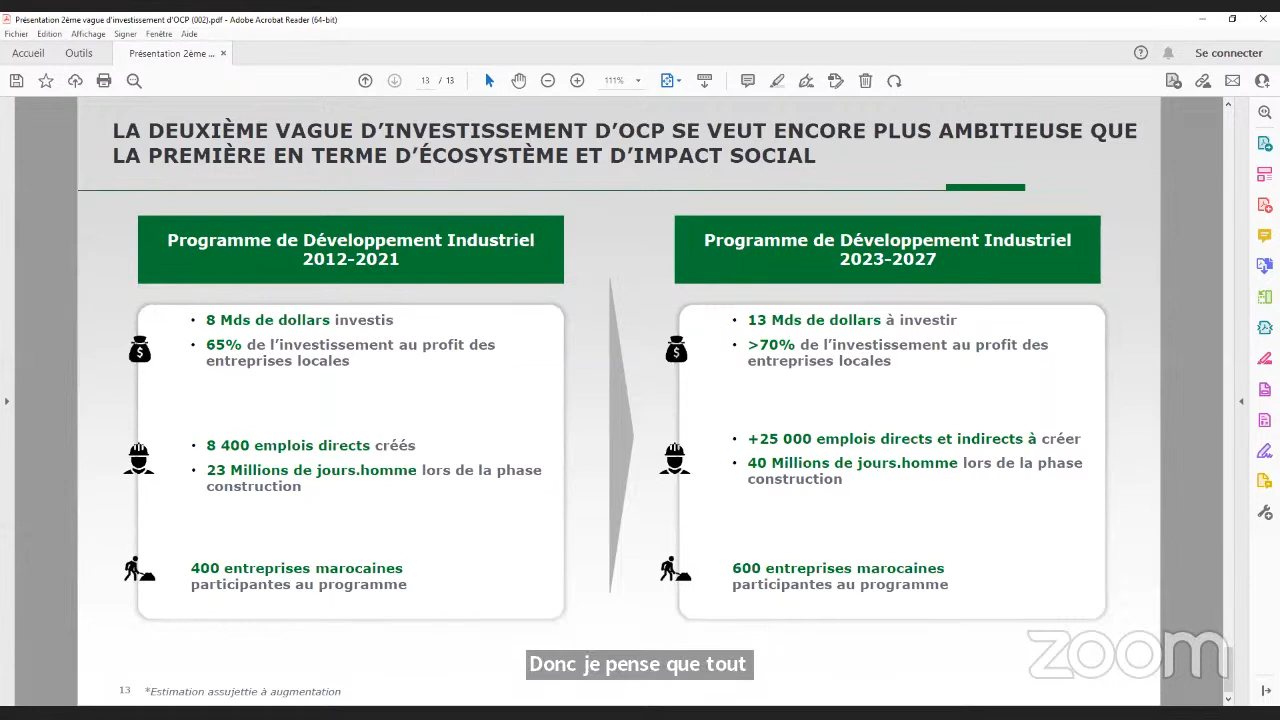 Présentation 2ème vague d'investissement d'OCP (002).pdf - Adobe Acrobat Reader (64-bit)
Fichier Edition Affichage Signer Fenêtre Aide
Accueil Outils Présentation 2ème ... × Se connecter
13 / 13 111%
LA DEUXIÈME VAGUE D'INVESTISSEMENT D'OCP SE VEUT ENCORE PLUS AMBITIEUSE QUE
LA PREMIÈRE EN TERME D'ÉCOSYSTÈME ET D'IMPACT SOCIAL
Programme de Développement Industriel
2012-2021
• 8 Mds de dollars investis
• 65% de l'investissement au profit des
entreprises locales
• 8 400 emplois directs créés
• 23 Millions de jours.homme lors de la phase
construction
400 entreprises marocaines
participantes au programme
Programme de Développement Industriel
2023-2027
• 13 Mds de dollars à investir
• >70% de l'investissement au profit des
entreprises locales
• +25 000 emplois directs et indirects à créer
• 40 Millions de jours.homme lors de la phase
construction
600 entreprises marocaines
participantes au programme
Donc je pense que tout
zoom
13 *Estimation assujettie à augmentation